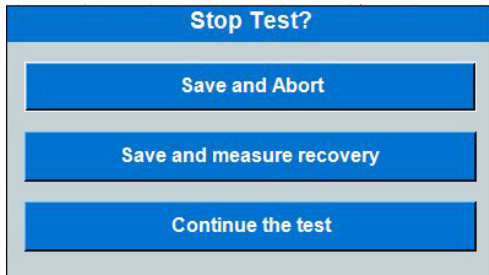 Stop Test?
Save and Abort
Save and measure recovery
Continue the test